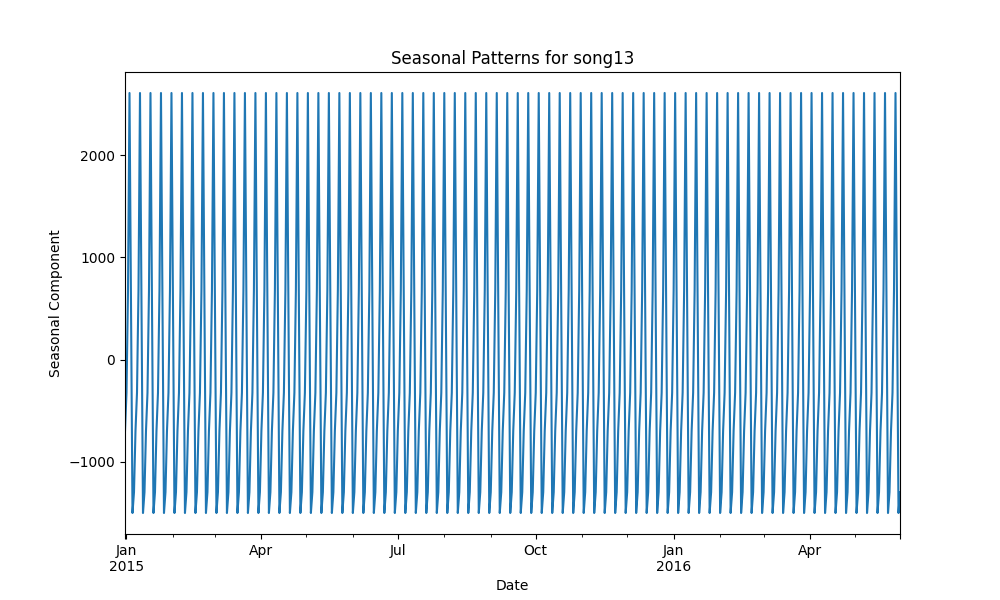 Seasonal Patterns for song13
Seasonal Component
2000
1000
0
−1000
Jan
2015
Apr
Jul
Oct
Jan
2016
Apr
Date